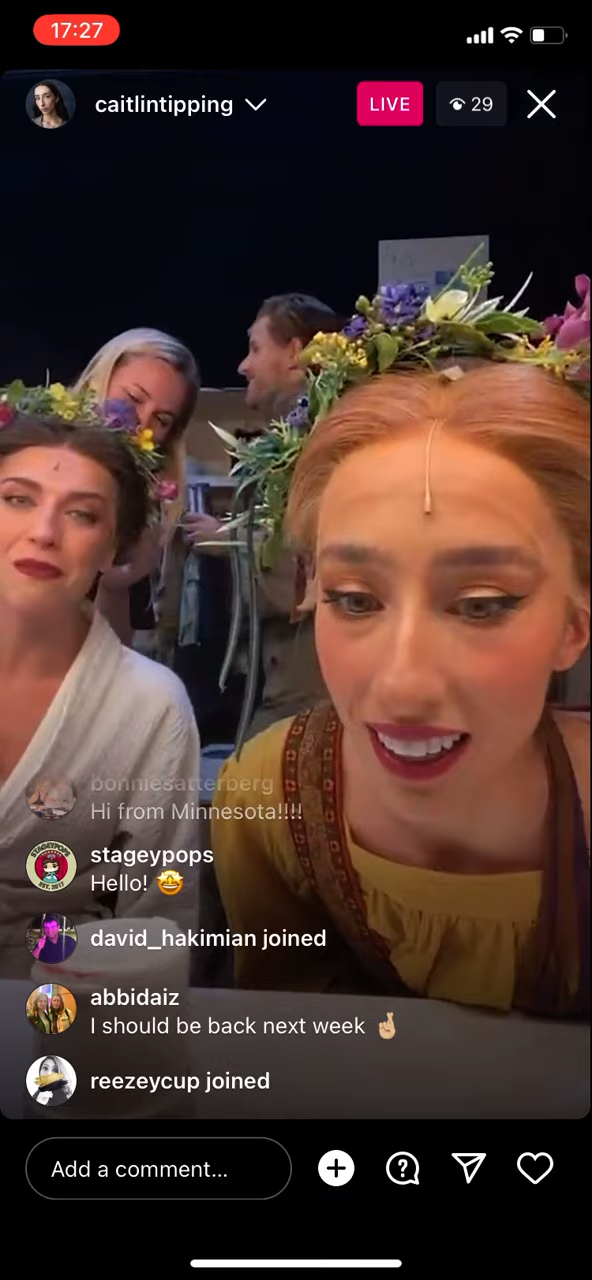 17:27
caitlintipping
LIVE
29
bonniesatterberg
Hi from Minnesota!!!!
stageypops
Hello! 🤩
david_hakimian joined
abbidaiz
I should be back next week 🤞🏼
reezeycup joined
Add a comment...